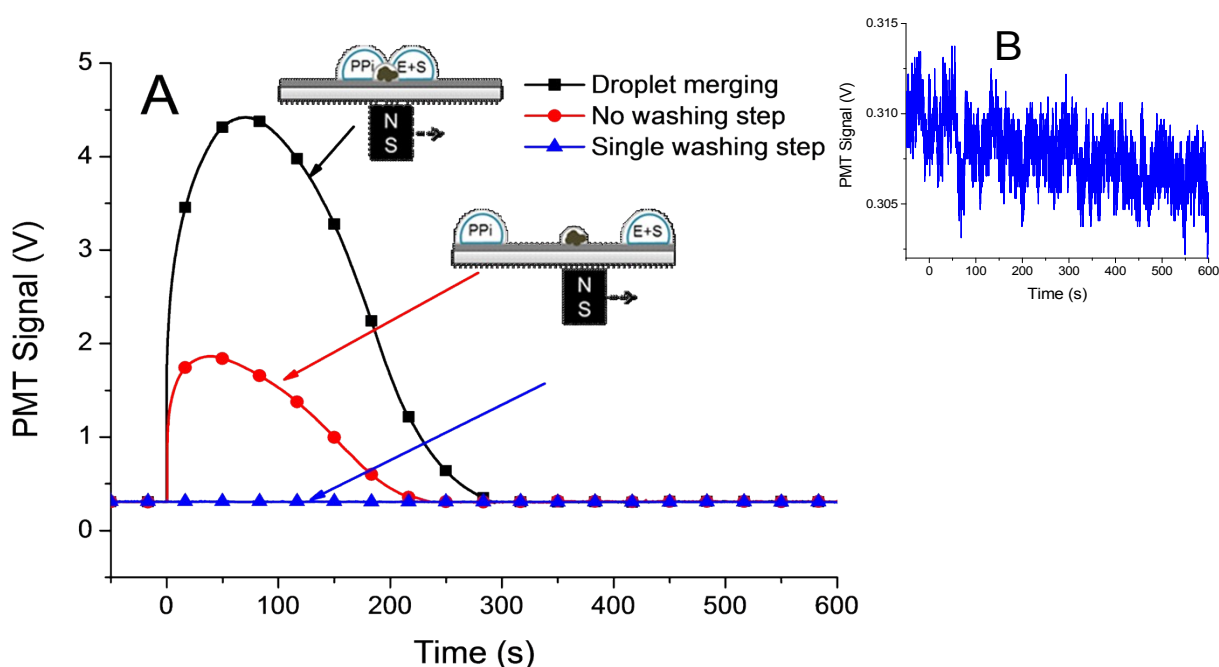 A
PMT Signal (V)
5
4
3
2
1
0
0 100 200 300 400 500 600
Time (s)
Droplet merging
No washing step
Single washing step
PPi E+S
N
S
PPi E+S
N
S
B
PMT Signal (V)
0.315
0.310
0.305
0 100 200 300 400 500 600
Time (s)